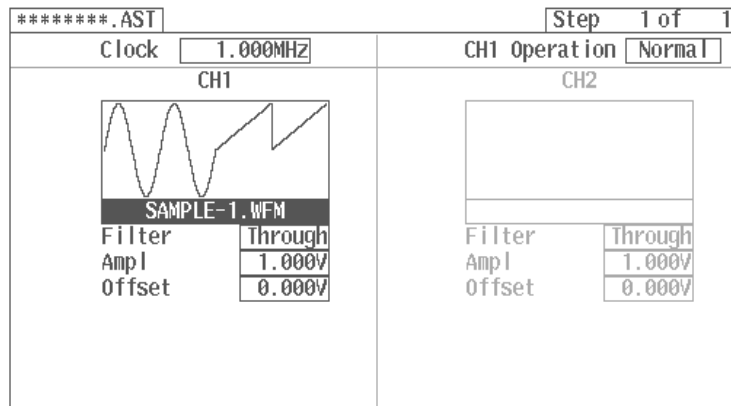 ********.AST Step 1 of 1
Clock 1.000MHz CH1 Operation Normal
CH1 CH2
SAMPLE-1.WFM
Filter Through Filter Through
Ampl 1.000V Ampl 1.000V
Offset 0.000V Offset 0.000V